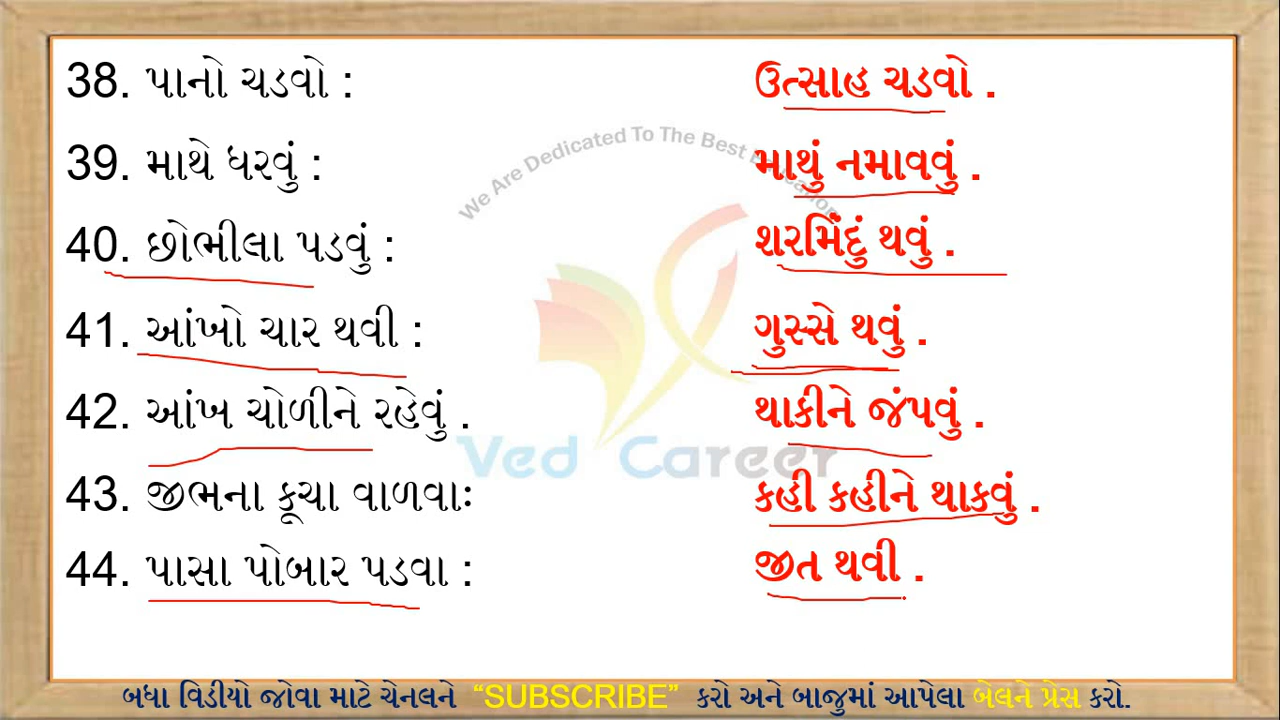 38. પાનો ચડવો : ઉત્સાહ ચડવો .
39. માથે ધરવું : માથું નમાવવું .
40. છોભીલા પડવું : શરમિંદું થવું .
41. આંખો ચાર થવી : ગુસ્સે થવું .
42. આંખ ચોળીને રહેવું . થાકીને જંપવું .
43. જીભના કૂચા વાળવાઃ કહી કહીને થાકવું .
44. પાસા પોબાર પડવા : જીત થવી .
We Are Dedicated To The Best Education
Ved Career
બધા વિડીયો જોવા માટે ચેનલને “SUBSCRIBE” કરો અને બાજુમાં આપેલા બેલને પ્રેસ કરો.